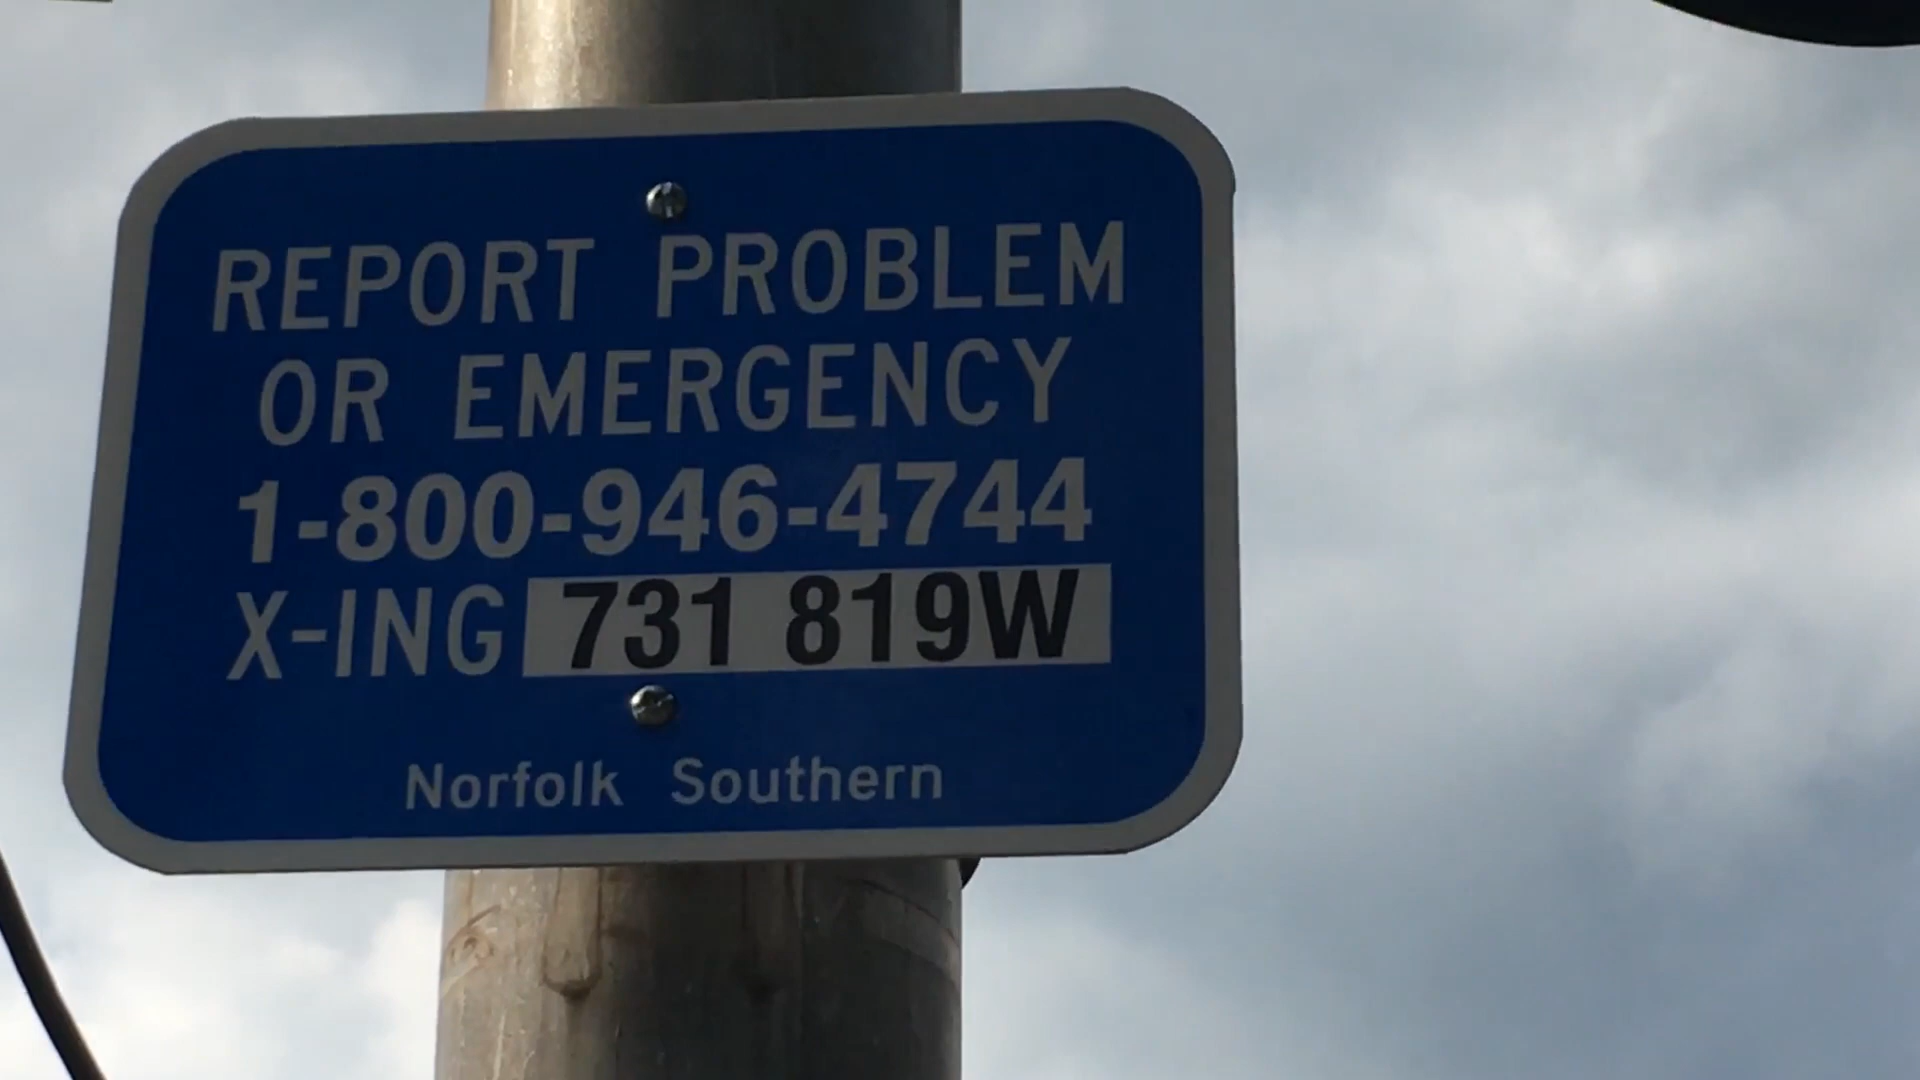 REPORT PROBLEM
OR EMERGENCY
1-800-946-4744
X-ING 731 819W
Norfolk Southern